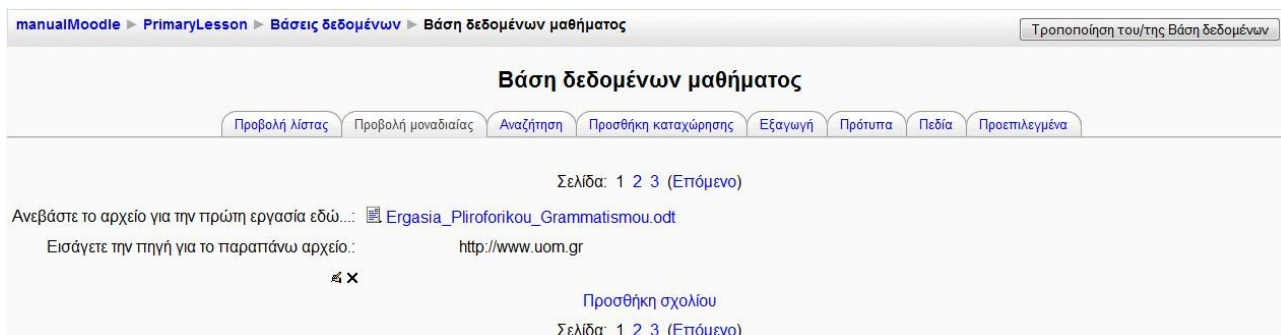 manualMoodle ► PrimaryLesson ► Βάσεις δεδομένων ► Βάση δεδομένων μαθήματος
Τροποποίηση του/της Βάση δεδομένων
Βάση δεδομένων μαθήματος
Προβολή λίστας Προβολή μοναδιαίας Αναζήτηση Προσθήκη καταχώρησης Εξαγωγή Πρότυπα Πεδία Προεπιλεγμένα
Σελίδα: 1 2 3 (Επόμενο)
Ανεβάστε το αρχείο για την πρώτη εργασία εδώ...: Ergasia_Pliroforikou_Grammatismou.odt
Εισάγετε την πηγή για το παραπάνω αρχείο.: http://www.uom.gr
Προσθήκη σχολίου
Σελίδα: 1 2 3 (Επόμενο)